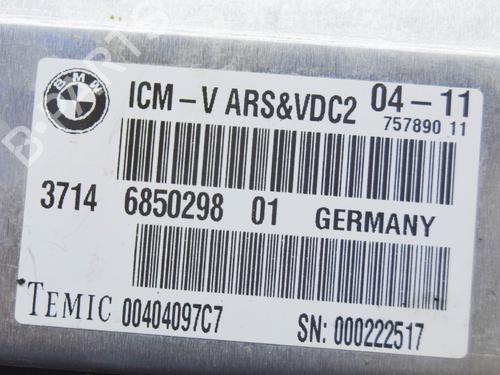 BMW
ICM-V ARS&VDC2 04-11
757890 11
3714 6850298 01 GERMANY
TEMIC 00404097C7 SN: 000222517